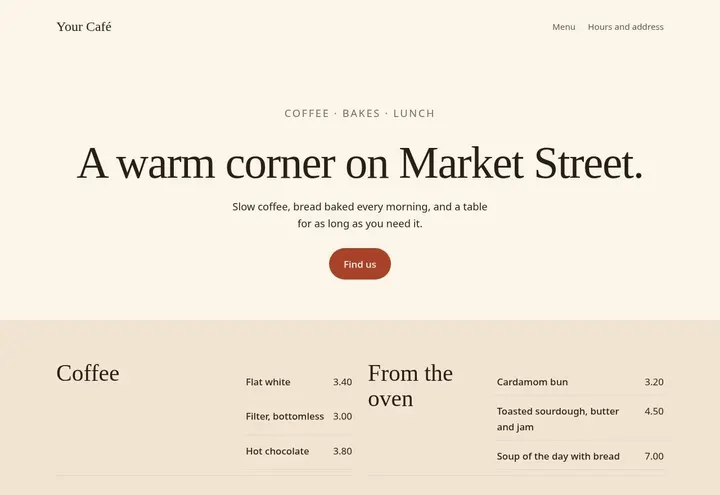 Your Café
Menu
Hours and address
COFFEE · BAKES · LUNCH
A warm corner on Market Street.
Slow coffee, bread baked every morning, and a table
for as long as you need it.
Find us
Coffee
Flat white 3.40
Filter, bottomless 3.00
Hot chocolate 3.80
From the
oven
Cardamom bun 3.20
Toasted sourdough, butter 4.50
and jam
Soup of the day with bread 7.00